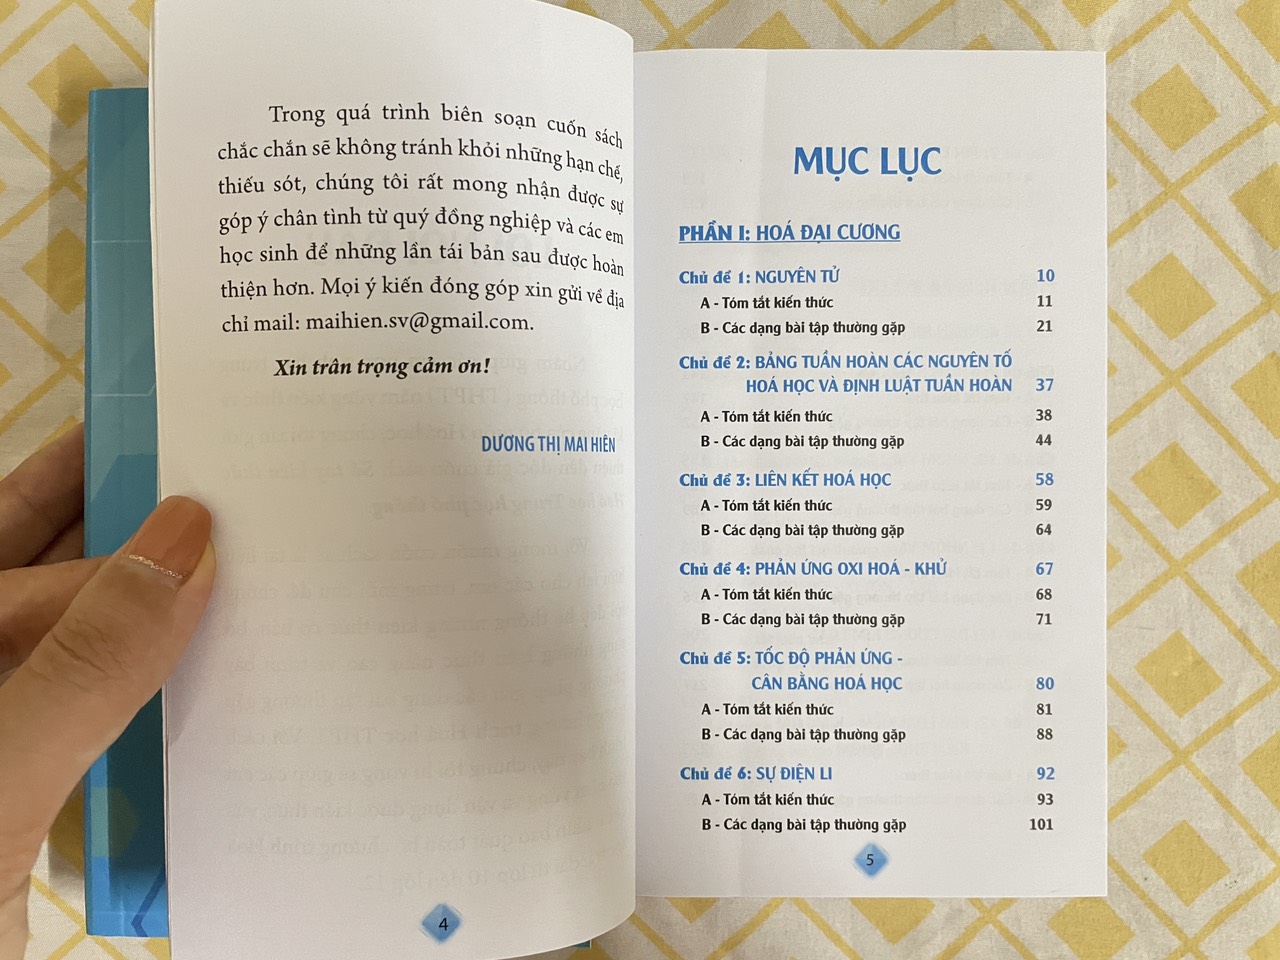 Trong quá trình biên soạn cuốn sách
chắc chắn sẽ không tránh khỏi những hạn chế,
thiếu sót, chúng tôi rất mong nhận được sự
góp ý chân tình từ quý đồng nghiệp và các em
học sinh để những lần tái bản sau được hoàn
thiện hơn. Mọi ý kiến đóng góp xin gửi về địa
chỉ mail: maihien.sv@gmail.com.
Xin trân trọng cảm ơn!
DƯƠNG THỊ MAI HIÊN
4
MỤC LỤC
PHẦN I: HOÁ ĐẠI CƯƠNG
Chủ đề 1: NGUYÊN TỬ 10
A - Tóm tắt kiến thức 11
B - Các dạng bài tập thường gặp 21
Chủ đề 2: BẢNG TUẦN HOÀN CÁC NGUYÊN TỐ
HOÁ HỌC VÀ ĐỊNH LUẬT TUẦN HOÀN 37
A - Tóm tắt kiến thức 38
B - Các dạng bài tập thường gặp 44
Chủ đề 3: LIÊN KẾT HOÁ HỌC 58
A - Tóm tắt kiến thức 59
B - Các dạng bài tập thường gặp 64
Chủ đề 4: PHẢN ỨNG OXI HOÁ - KHỬ 67
A - Tóm tắt kiến thức 68
B - Các dạng bài tập thường gặp 71
Chủ đề 5: TỐC ĐỘ PHẢN ỨNG -
CÂN BẰNG HOÁ HỌC 80
A - Tóm tắt kiến thức 81
B - Các dạng bài tập thường gặp 88
Chủ đề 6: SỰ ĐIỆN LI 92
A - Tóm tắt kiến thức 93
B - Các dạng bài tập thường gặp 101
5